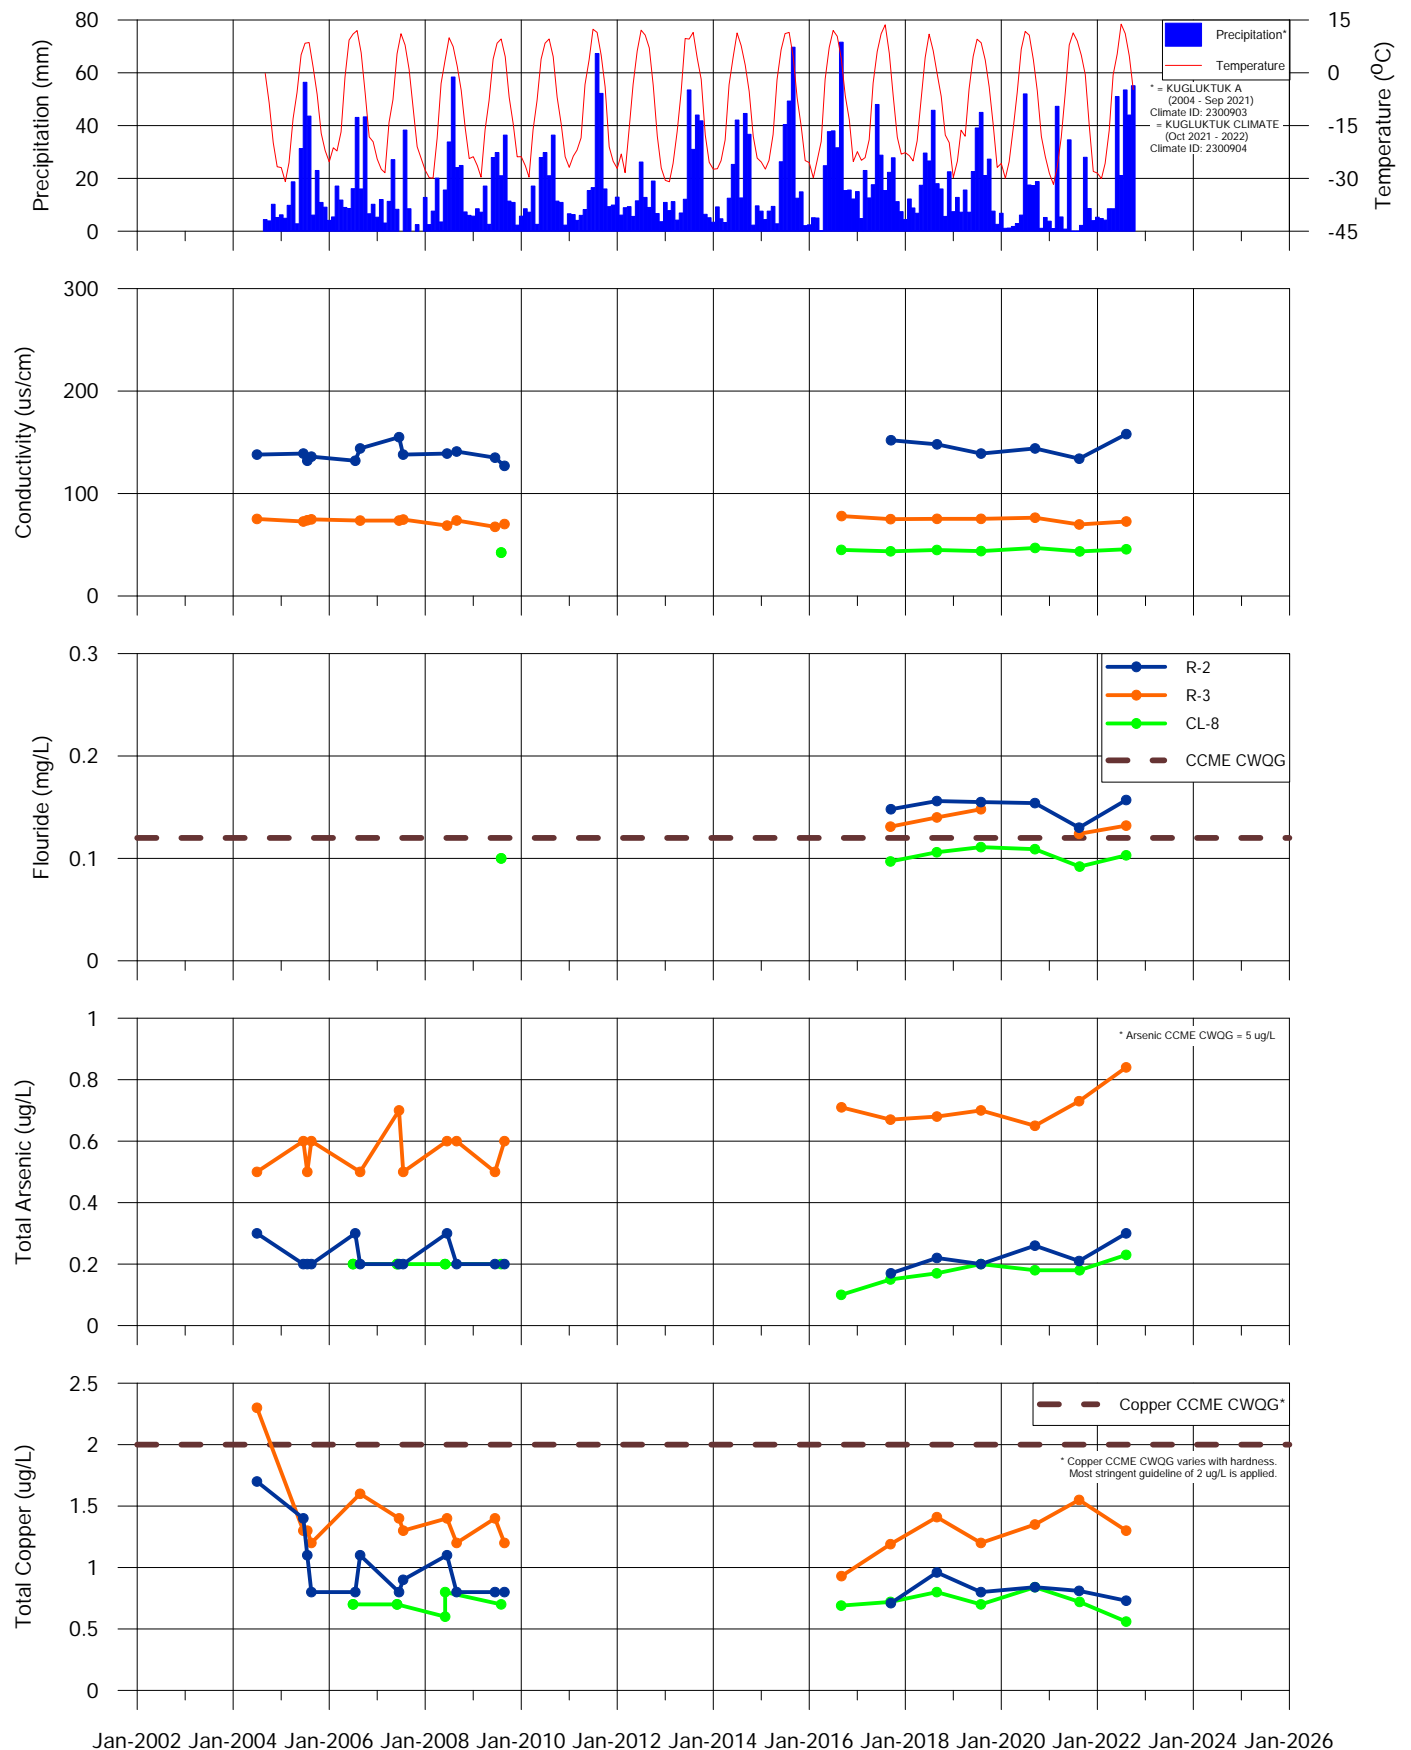 80
60
40
20
0
Precipitation (mm)
15
0
-15
-30
-45
Temperature (⁰C)
Precipitation*
Temperature
* = KUGLUKTUK A
(2004 - Sep 2021)
Climate ID: 2300903
= KUGLUKTUK CLIMATE
(Oct 2021 - 2022)
Climate ID: 2300904
300
200
100
0
Conductivity (us/cm)
0.3
0.2
0.1
0
Flouride (mg/L)
R-2
R-3
CL-8
CCME CWQG
1
0.8
0.6
0.4
0.2
0
Total Arsenic (ug/L)
* Arsenic CCME CWQG = 5 ug/L
2.5
2
1.5
1
0.5
0
Total Copper (ug/L)
Copper CCME CWQG*
* Copper CCME CWQG varies with hardness.
Most stringent guideline of 2 ug/L is applied.
Jan-2002 Jan-2004 Jan-2006 Jan-2008 Jan-2010 Jan-2012 Jan-2014 Jan-2016 Jan-2018 Jan-2020 Jan-2022 Jan-2024 Jan-2026